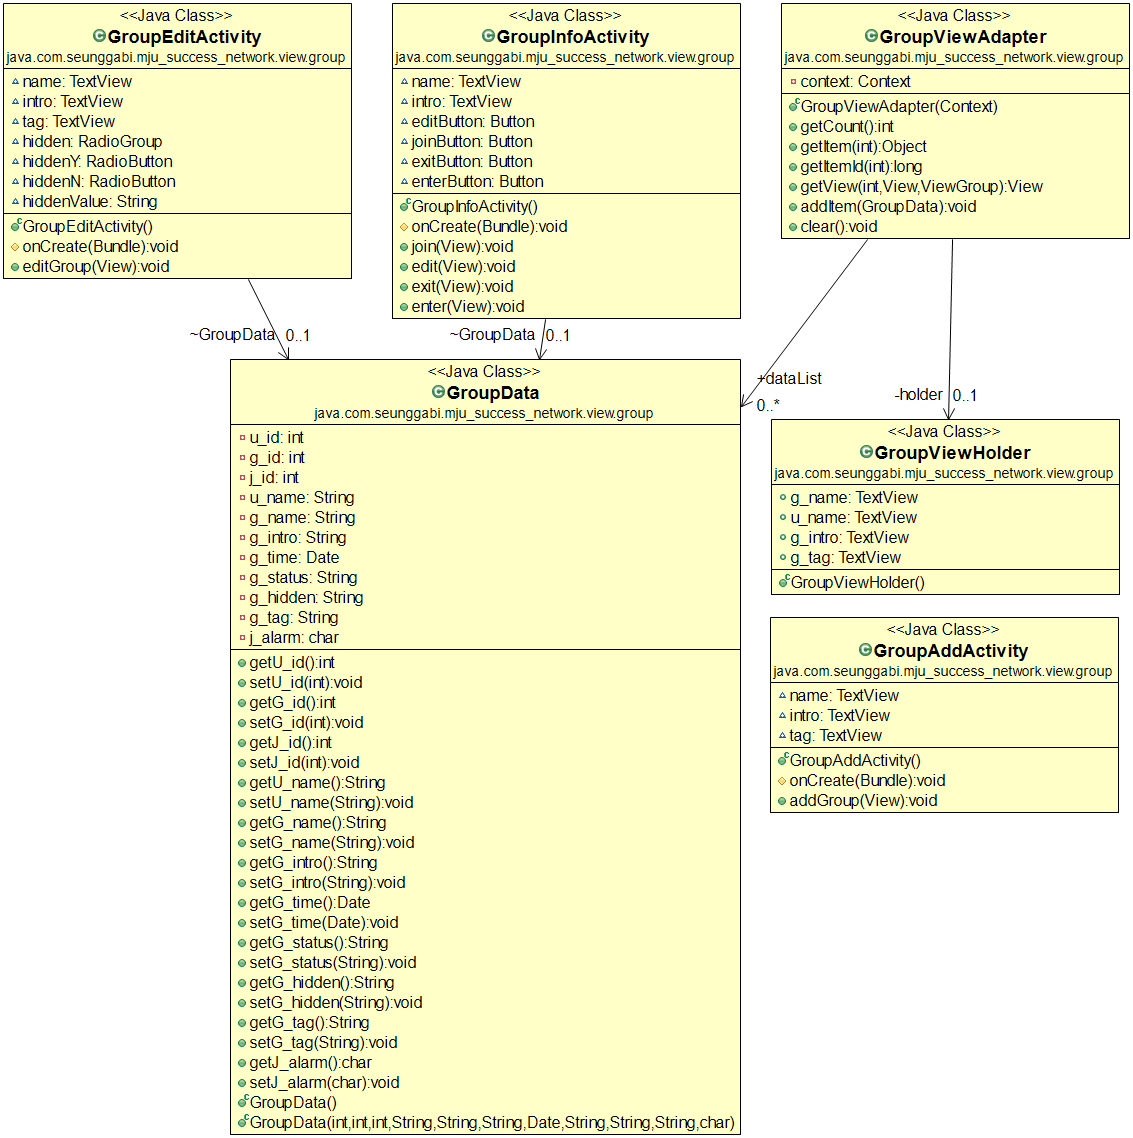 <<Java Class>>
GroupEditActivity
java.com.seunggabi.mju_success_network.view.group
name: TextView
intro: TextView
tag: TextView
hidden: RadioGroup
hiddenY: RadioButton
hiddenN: RadioButton
hiddenValue: String
GroupEditActivity()
onCreate(Bundle):void
editGroup(View):void
<<Java Class>>
GroupInfoActivity
java.com.seunggabi.mju_success_network.view.group
name: TextView
intro: TextView
editButton: Button
joinButton: Button
exitButton: Button
enterButton: Button
GroupInfoActivity()
onCreate(Bundle):void
join(View):void
edit(View):void
exit(View):void
enter(View):void
<<Java Class>>
GroupViewAdapter
java.com.seunggabi.mju_success_network.view.group
context: Context
GroupViewAdapter(Context)
getCount():int
getItem(int):Object
getItemId(int):long
getView(int,View,ViewGroup):View
addItem(GroupData):void
clear():void
~GroupData 0..1
~GroupData 0..1
+dataList
0..*
-holder 0..1
<<Java Class>>
GroupData
java.com.seunggabi.mju_success_network.view.group
u_id: int
g_id: int
j_id: int
u_name: String
g_name: String
g_intro: String
g_time: Date
g_status: String
g_hidden: String
g_tag: String
j_alarm: char
getU_id():int
setU_id(int):void
getG_id():int
setG_id(int):void
getJ_id():int
setJ_id(int):void
getU_name():String
setU_name(String):void
getG_name():String
setG_name(String):void
getG_intro():String
setG_intro(String):void
getG_time():Date
setG_time(Date):void
getG_status():String
setG_status(String):void
getG_hidden():String
setG_hidden(String):void
getG_tag():String
setG_tag(String):void
getJ_alarm():char
setJ_alarm(char):void
GroupData()
GroupData(int,int,int,String,String,String,Date,String,String,String,char)
<<Java Class>>
GroupViewHolder
java.com.seunggabi.mju_success_network.view.group
g_name: TextView
u_name: TextView
g_intro: TextView
g_tag: TextView
GroupViewHolder()
<<Java Class>>
GroupAddActivity
java.com.seunggabi.mju_success_network.view.group
name: TextView
intro: TextView
tag: TextView
GroupAddActivity()
onCreate(Bundle):void
addGroup(View):void